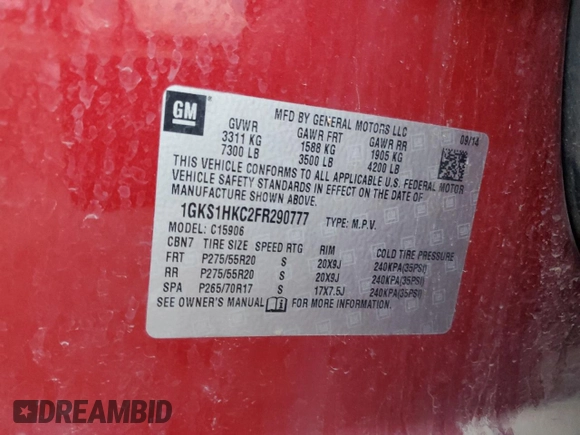 GM
MFD BY GENERAL MOTORS LLC
08/14
GVWR GAWR FRT GAWR RR
3311 KG 1588 KG 1905 KG
7300 LB 3500 LB 4200 LB
THIS VEHICLE CONFORMS TO ALL APPLICABLE U.S. FEDERAL MOTOR
VEHICLE SAFETY STANDARDS IN EFFECT ON THE DATE OF
MANUFACTURE SHOWN ABOVE.
1GKS1HKC2FR290777 TYPE: M.P.V.
MODEL: C15906
CBN7 TIRE SIZE SPEED RTG RIM COLD TIRE PRESSURE
FRT P275/55R20 S 20X9J 240KPA(35PSI)
RR P275/55R20 S 20X9J 240KPA(35PSI)
SPA P265/70R17 S 17X7.5J 240KPA(35PSI)
SEE OWNER'S MANUAL FOR MORE INFORMATION.
DREAMBID